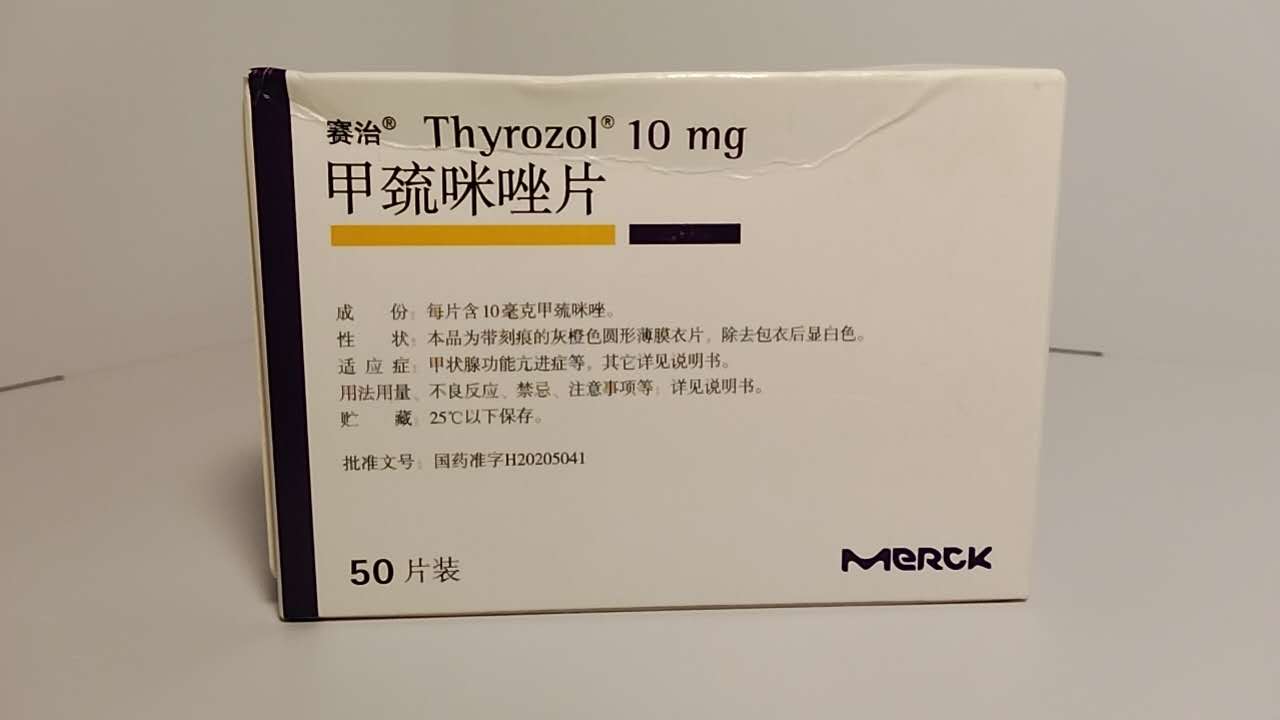 赛治® Thyrozol® 10 mg
甲巯咪唑片
成 份：每片含10毫克甲巯咪唑。
性 状：本品为带刻痕的灰橙色圆形薄膜衣片，除去包衣后显白色。
适 应 症：甲状腺功能亢进症等，其它详见说明书。
用法用量、不良反应、禁忌、注意事项等：详见说明书。
贮 藏：25℃以下保存。
批准文号：国药准字H20205041
50 片装
MERCK